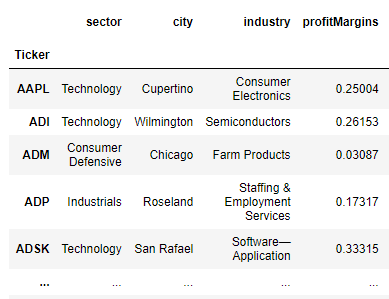 sector city industry profitMargins
Ticker
AAPL Technology Cupertino Consumer Electronics 0.25004
ADI Technology Wilmington Semiconductors 0.26153
ADM Consumer Defensive Chicago Farm Products 0.03087
ADP Industrials Roseland Staffing & Employment Services 0.17317
ADSK Technology San Rafael Software—Application 0.33315
... ... ... ... ...